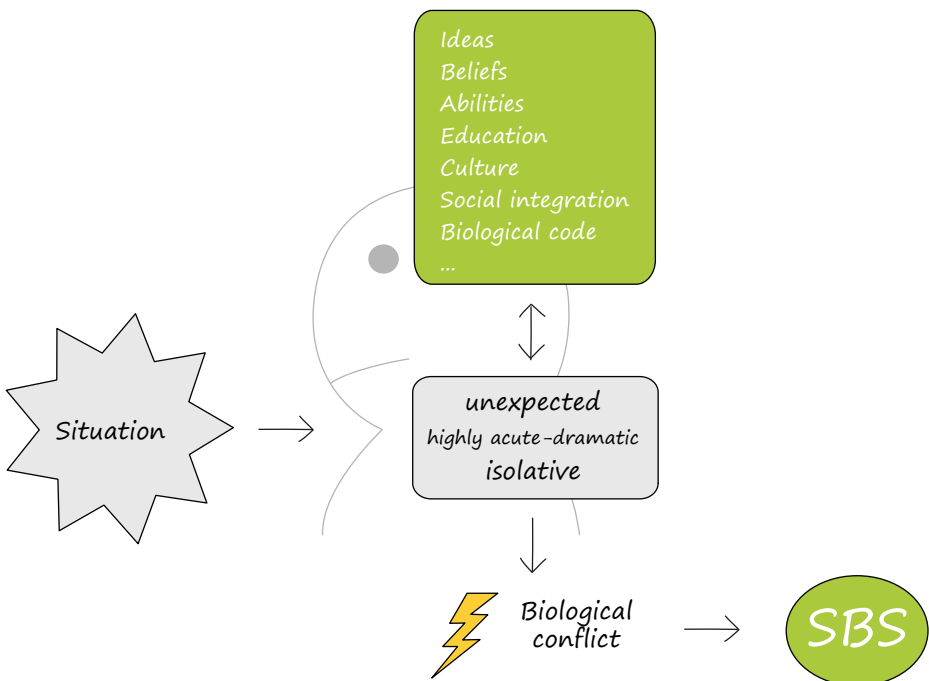 Ideas
Beliefs
Abilities
Education
Culture
Social integration
Biological code
...
Situation
unexpected
highly acute-dramatic
isolative
Biological
conflict
SBS